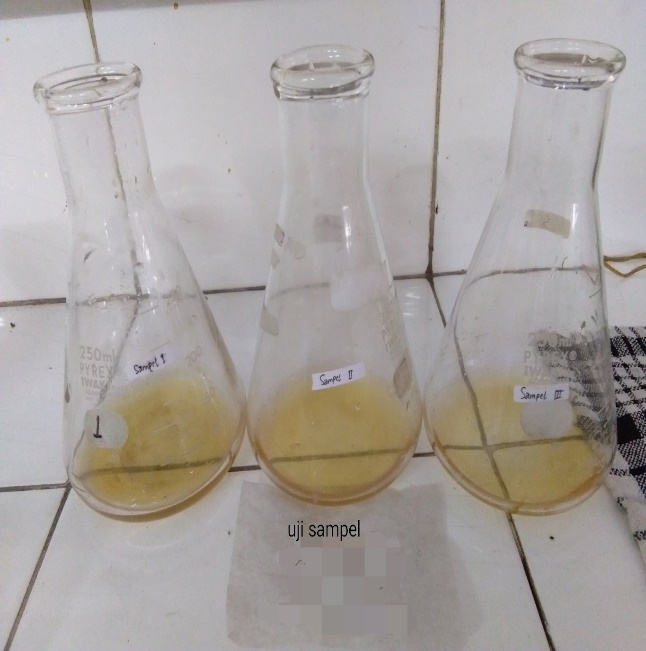 Sampel I
250ml
PYREX
IWAKI
1
Sampel II
Sampel III
PYREX
IWAKI
uji sampel